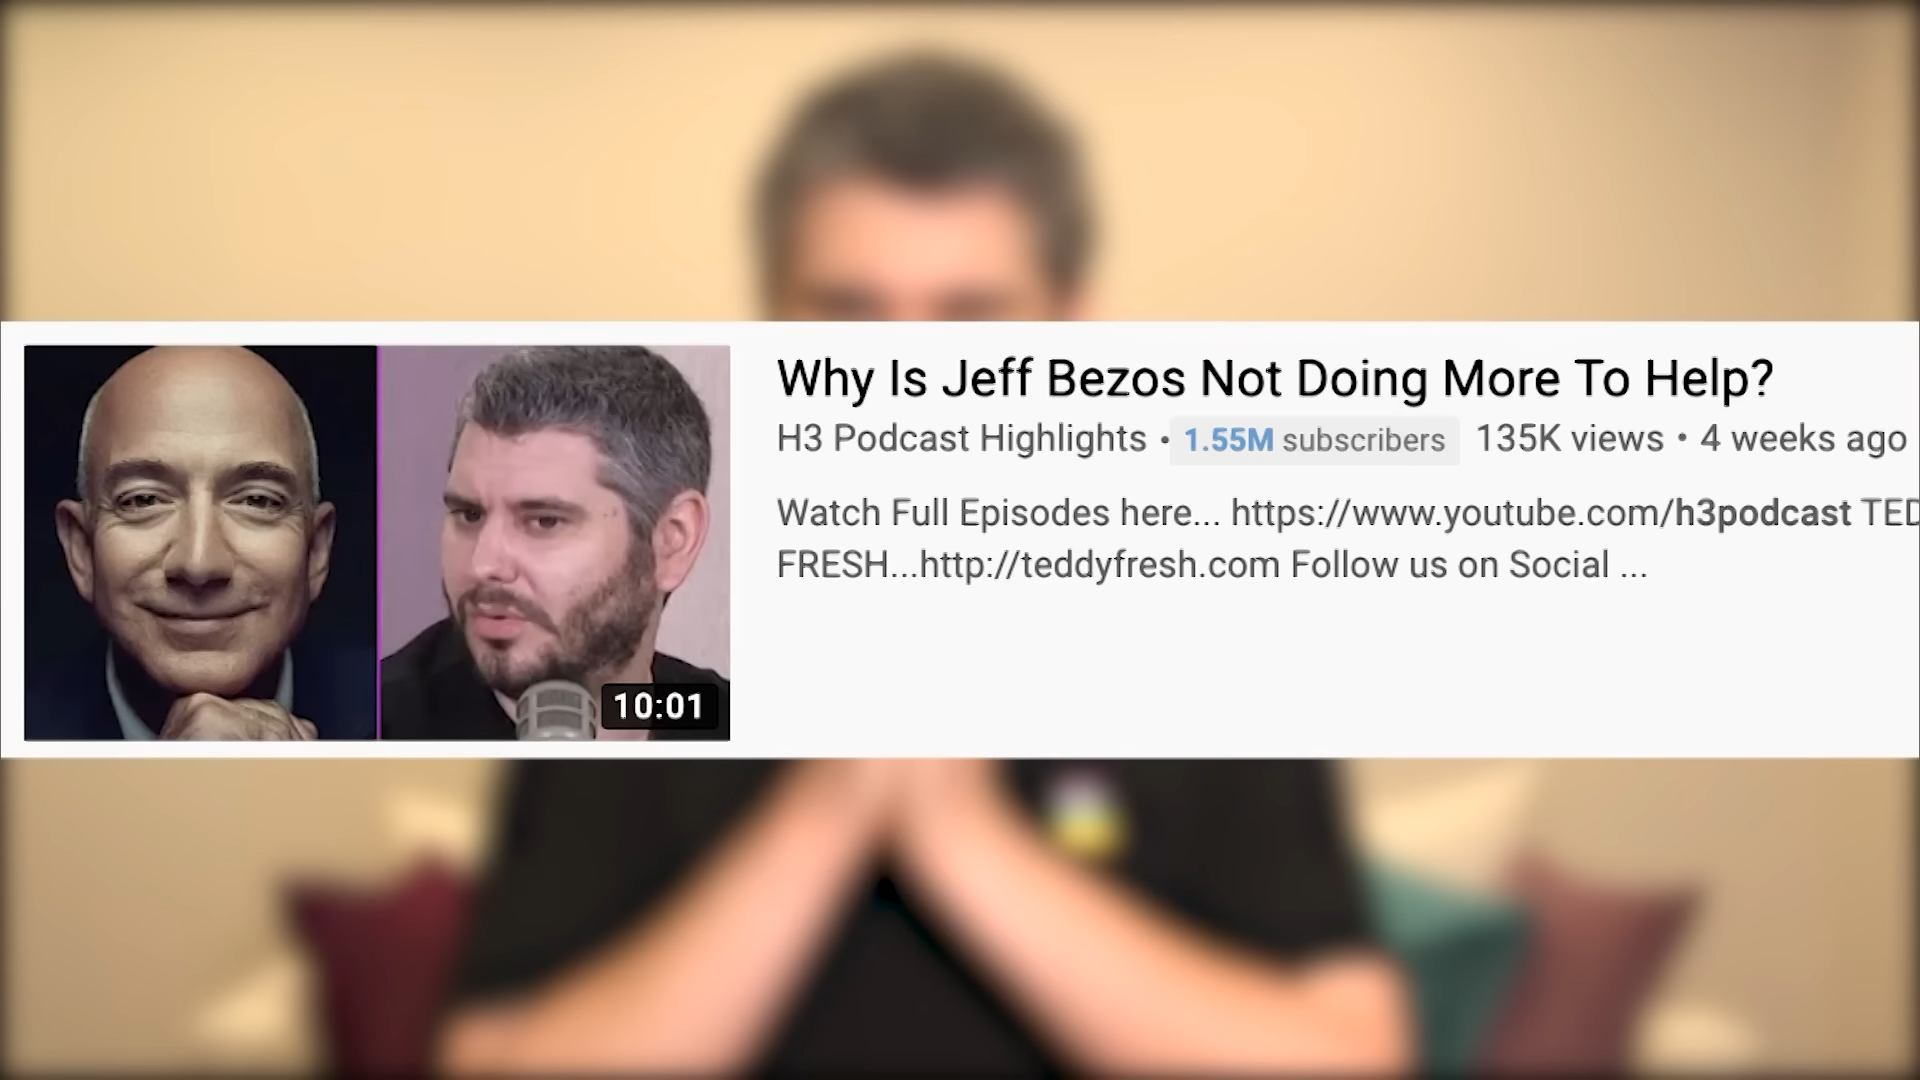 Why Is Jeff Bezos Not Doing More To Help?
H3 Podcast Highlights • 1.55M subscribers 135K views • 4 weeks ago
Watch Full Episodes here... https://www.youtube.com/h3podcast TED
FRESH...http://teddyfresh.com Follow us on Social ...
10:01